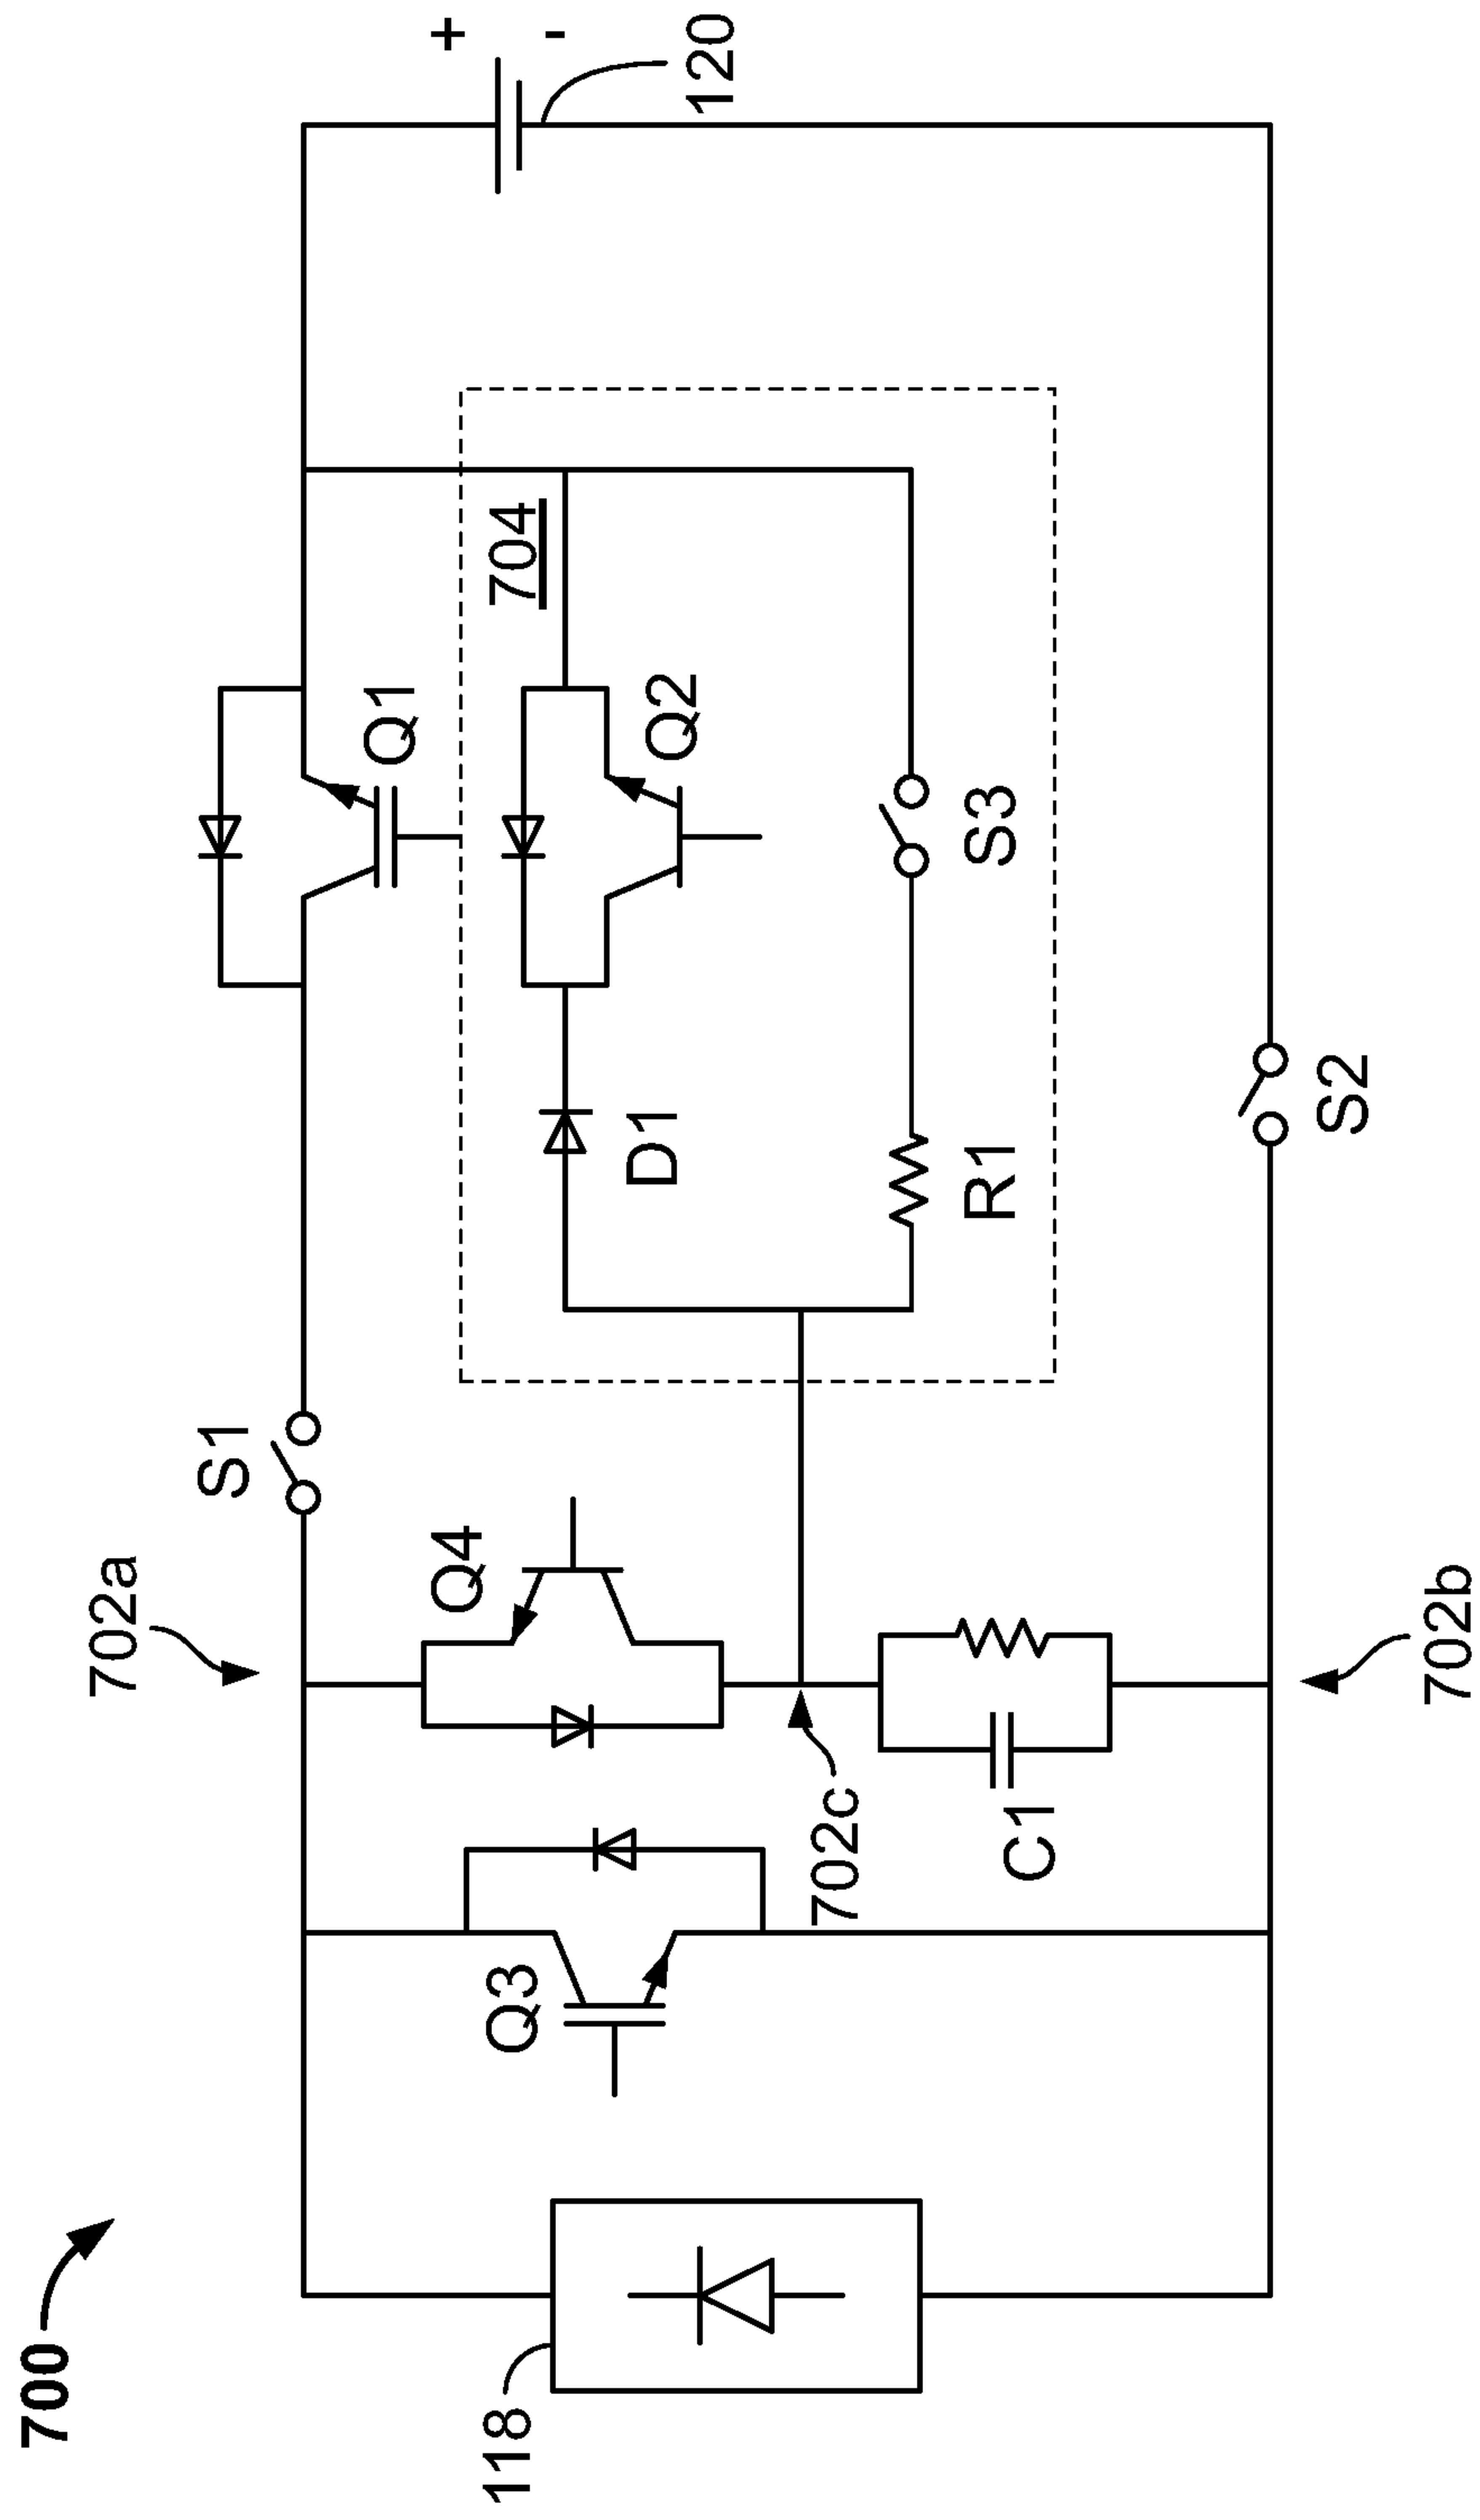 700
702a
S1
Q1
+
-
120
Q4
704
Q2
118
Q3
D1
702c
S3
C1
R1
S2
702b